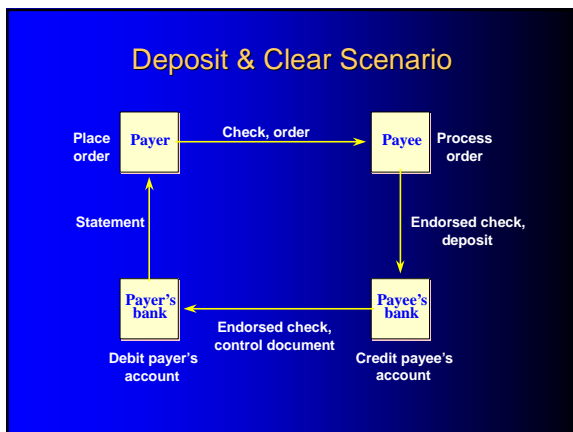 Deposit & Clear Scenario
Place
order
Payer
Check, order
Payee
Process
order
Statement
Endorsed check,
deposit
Payer's
bank
Endorsed check,
control document
Payee's
bank
Debit payer's
account
Credit payee's
account